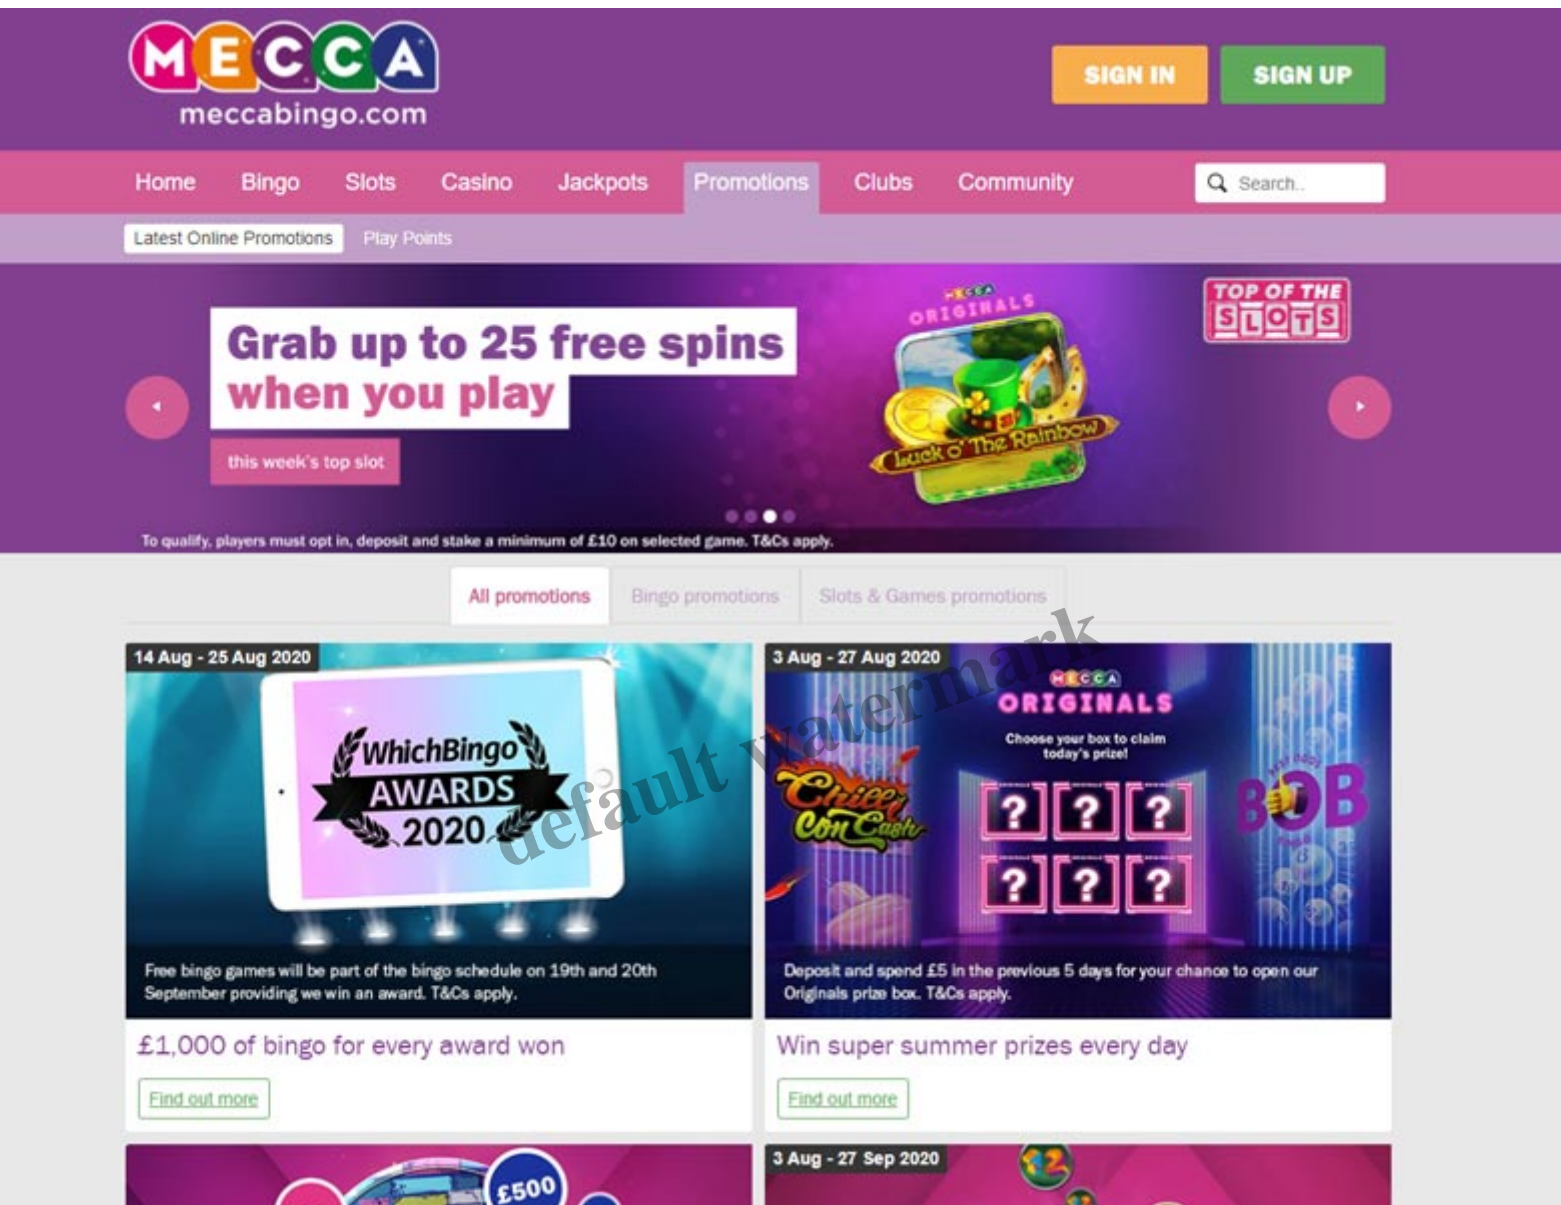 MECCA
meccabingo.com
SIGN IN
SIGN UP
Home
Bingo
Slots
Casino
Jackpots
Promotions
Clubs
Community
Search..
Latest Online Promotions
Play Points
Grab up to 25 free spins
when you play
this week's top slot
MECCA
ORIGINALS
Luck o' The Rainbow
TOP OF THE
SLOTS
To qualify, players must opt in, deposit and stake a minimum of £10 on selected game. T&Cs apply.
All promotions
Bingo promotions
Slots & Games promotions
14 Aug - 25 Aug 2020
WhichBingo
AWARDS
2020
Free bingo games will be part of the bingo schedule on 19th and 20th
September providing we win an award. T&Cs apply.
£1,000 of bingo for every award won
Find out more
3 Aug - 27 Aug 2020
MECCA
ORIGINALS
Choose your box to claim
today's prize!
Chilli
Con Cash
? ? ?
? ? ?
BOB
Deposit and spend £5 in the previous 5 days for your chance to open our
Originals prize box. T&Cs apply.
Win super summer prizes every day
Find out more
default watermark
£500
3 Aug - 27 Sep 2020
12